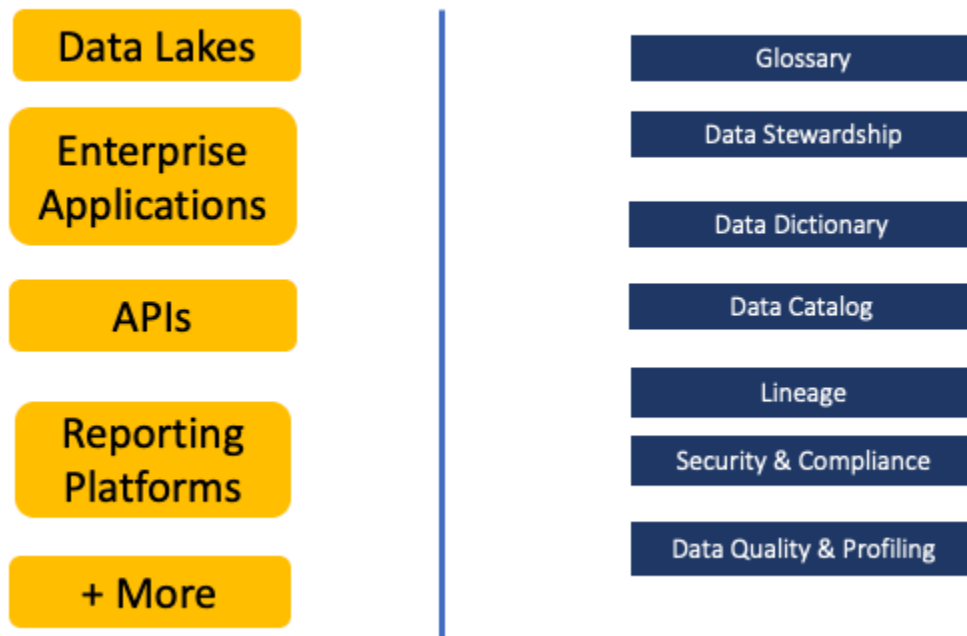 Data Lakes
Enterprise
Applications
APIs
Reporting
Platforms
+ More
Glossary
Data Stewardship
Data Dictionary
Data Catalog
Lineage
Security & Compliance
Data Quality & Profiling